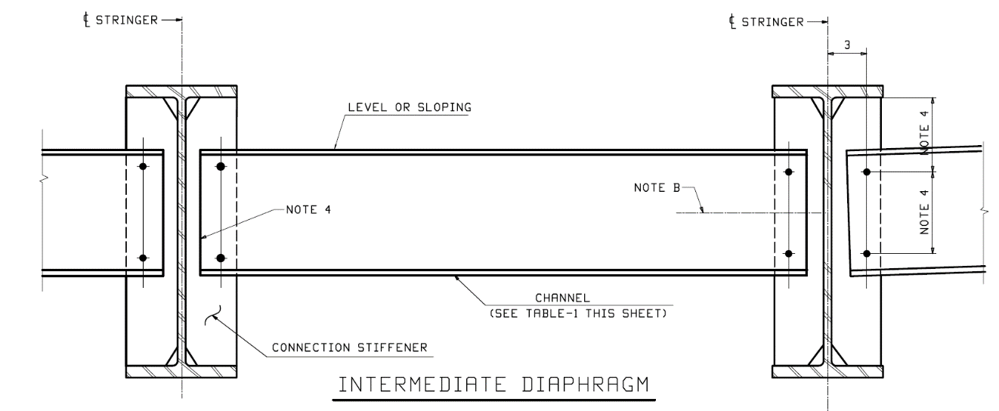 ℄ STRINGER
℄ STRINGER
3
LEVEL OR SLOPING
NOTE 4
NOTE B
NOTE 4
NOTE 4
CHANNEL
(SEE TABLE-1 THIS SHEET)
CONNECTION STIFFENER
INTERMEDIATE DIAPHRAGM